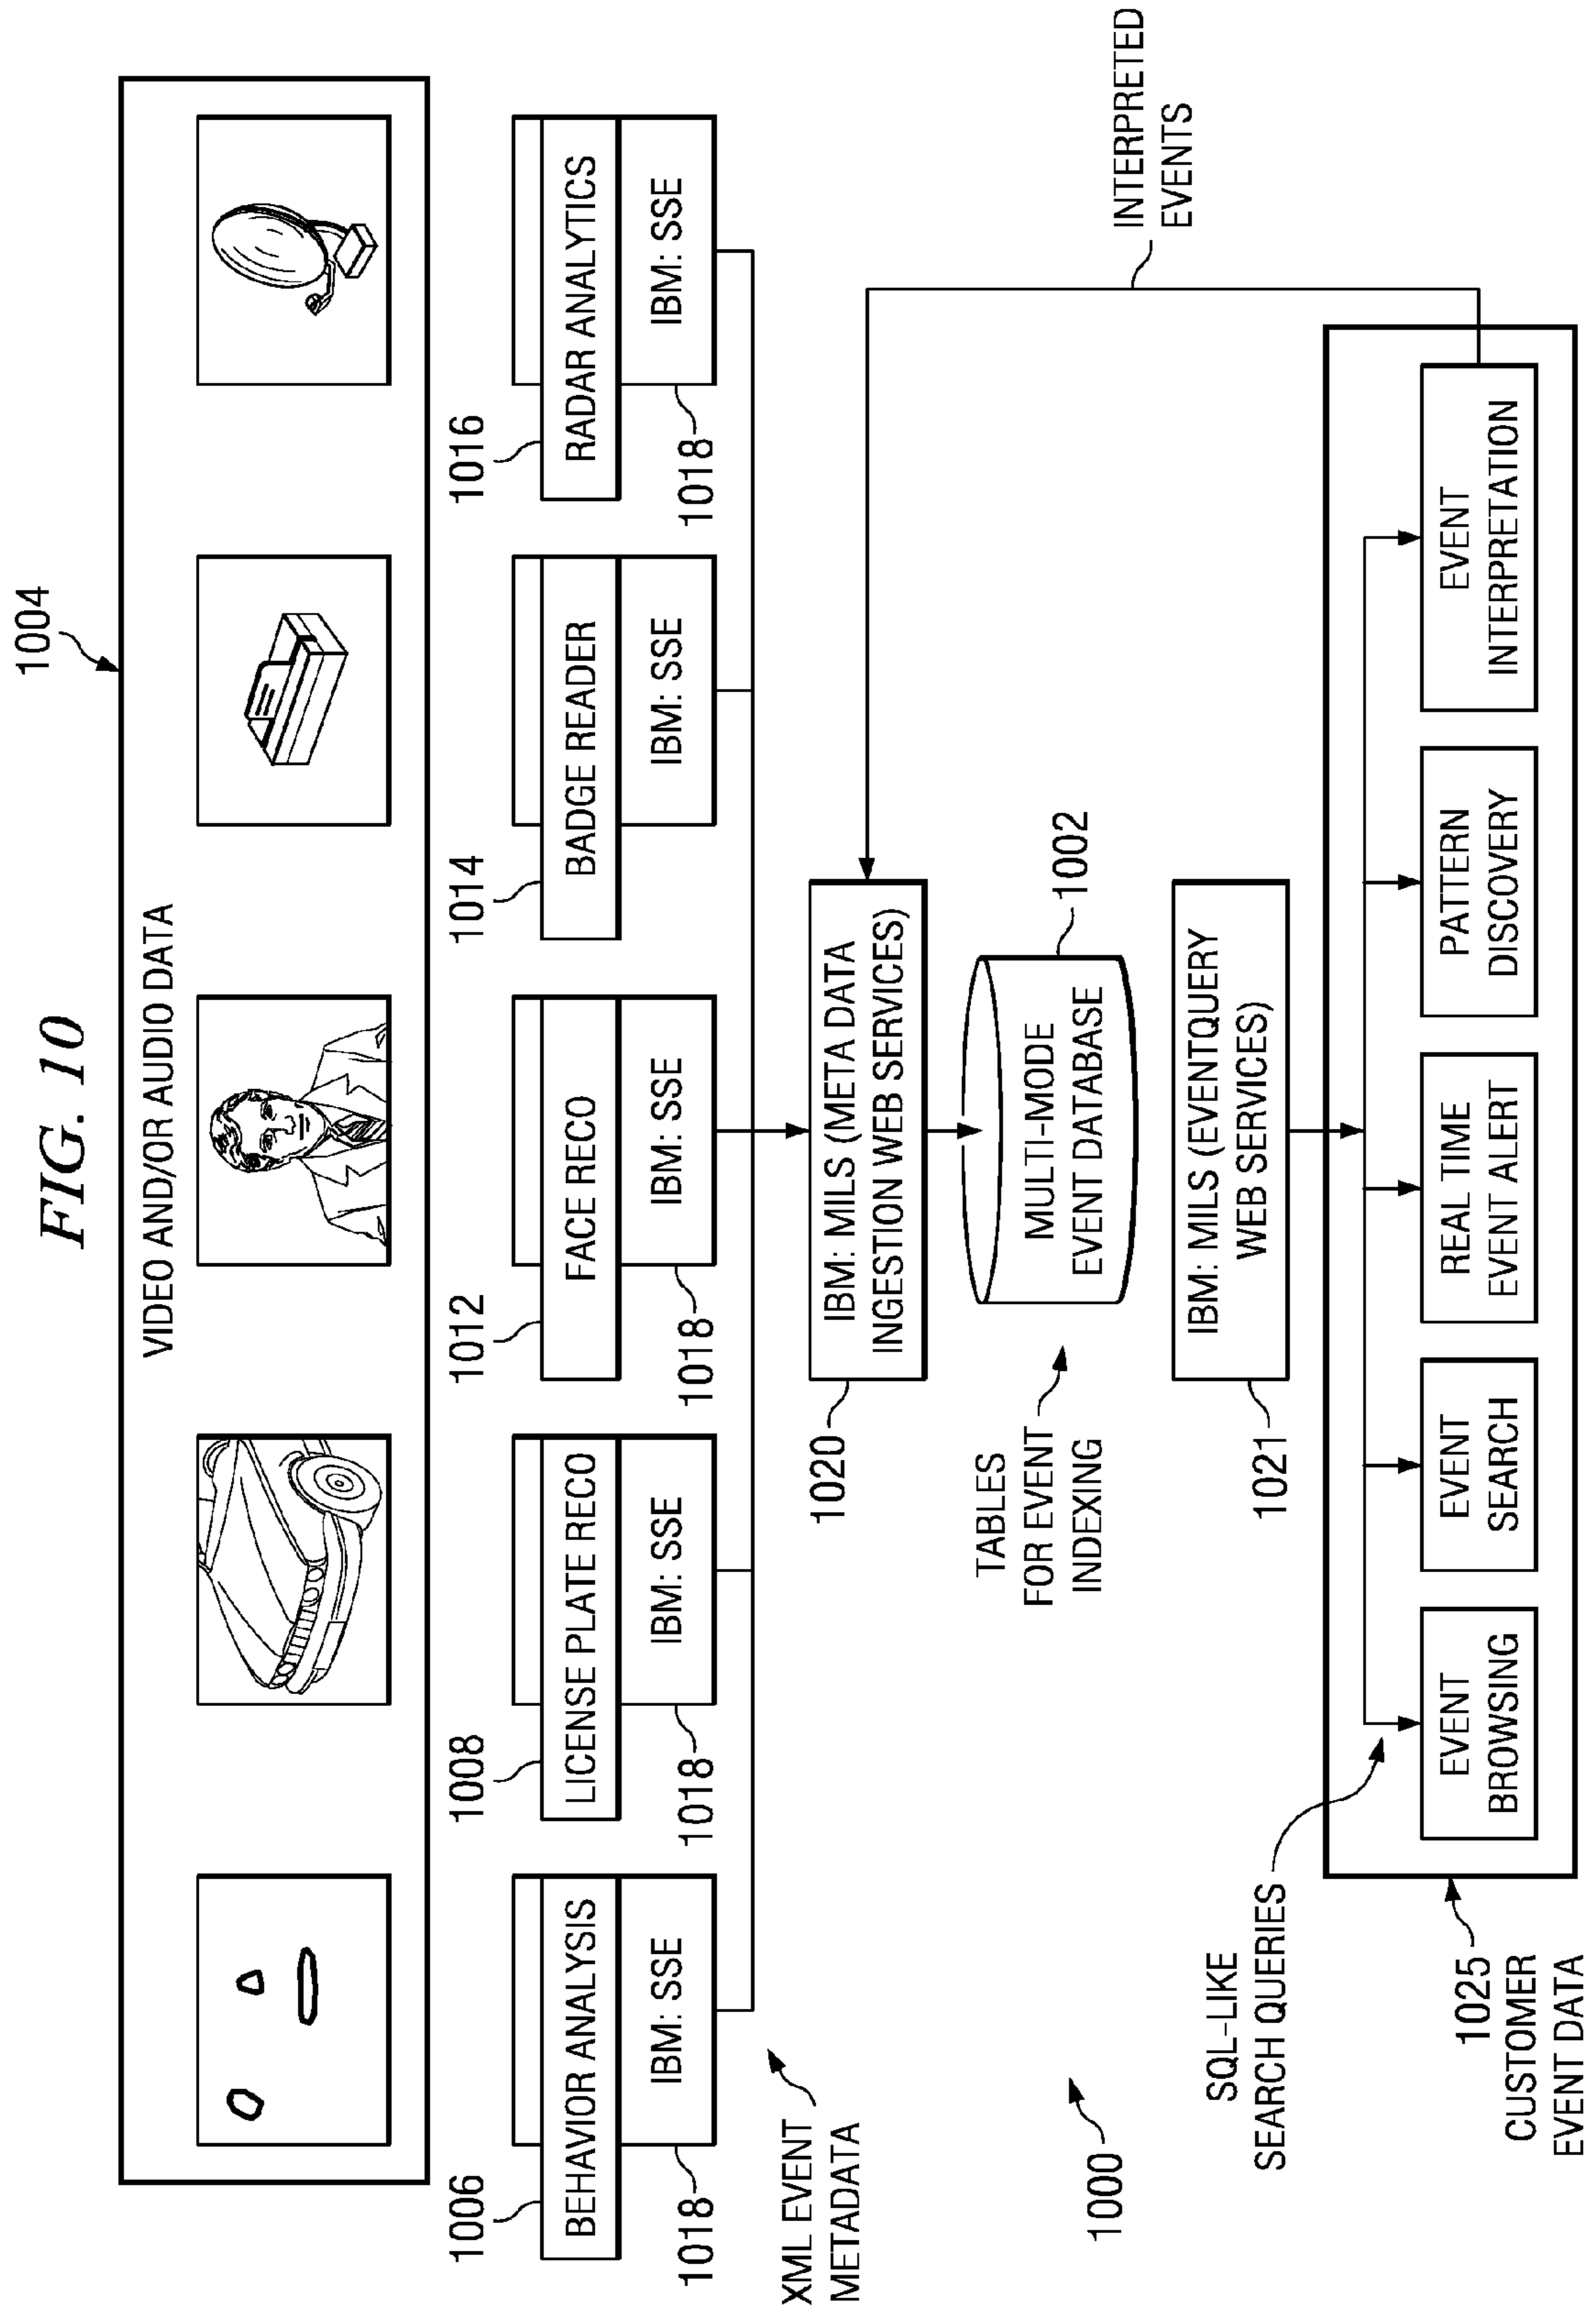 FIG. 10
1004
VIDEO AND/OR AUDIO DATA
1006
1008
1012
1014
1016
BEHAVIOR ANALYSIS
LICENSE PLATE RECO
FACE RECO
BADGE READER
RADAR ANALYTICS
IBM: SSE
IBM: SSE
IBM: SSE
IBM: SSE
IBM: SSE
1018
1018
1018
1018
XML EVENT
METADATA
1020
IBM: MILS (META DATA
INGESTION WEB SERVICES)
INTERPRETED
EVENTS
TABLES
FOR EVENT
INDEXING
MULTI-MODE
EVENT DATABASE
1002
1000
1021
IBM: MILS (EVENTQUERY
WEB SERVICES)
SQL-LIKE
SEARCH QUERIES
1025
CUSTOMER
EVENT DATA
EVENT
BROWSING
EVENT
SEARCH
REAL TIME
EVENT ALERT
PATTERN
DISCOVERY
EVENT
INTERPRETATION